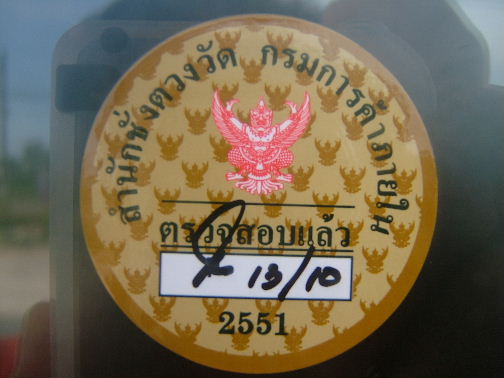 สำนักชั่งตวงวัด กรมการค้าภายใน
ตรวจสอบแล้ว
13/10
2551